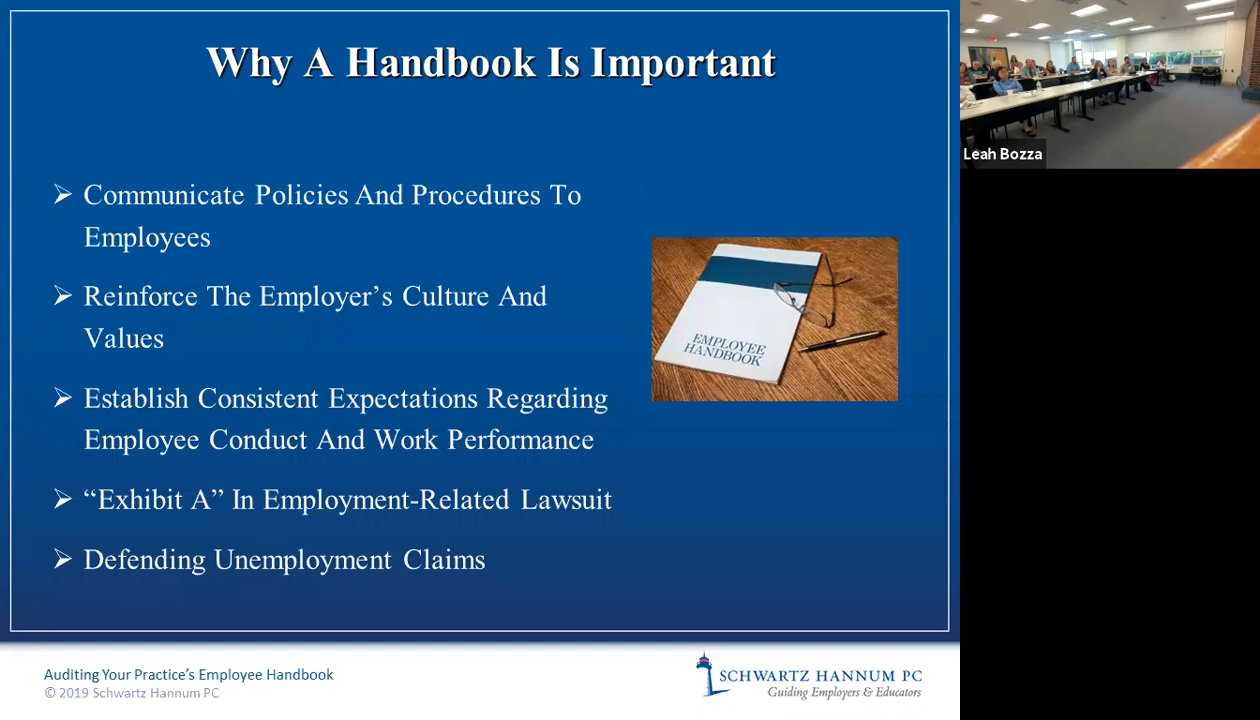 Why A Handbook Is Important
➢ Communicate Policies And Procedures To
Employees
➢ Reinforce The Employer’s Culture And
Values
➢ Establish Consistent Expectations Regarding
Employee Conduct And Work Performance
➢ “Exhibit A” In Employment-Related Lawsuit
➢ Defending Unemployment Claims
EMPLOYEE
HANDBOOK
Auditing Your Practice’s Employee Handbook
© 2019 Schwartz Hannum PC
SCHWARTZ HANNUM PC
Guiding Employers & Educators
Leah Bozza